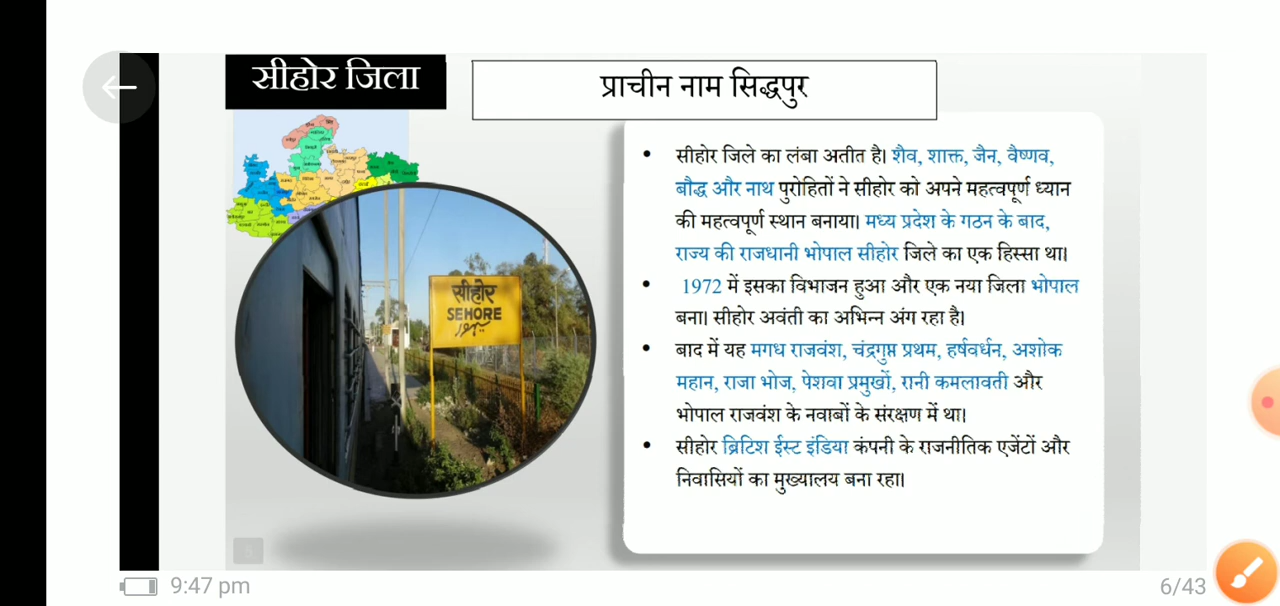 सीहोर जिला
प्राचीन नाम सिद्धपुर
• सीहोर जिले का लंबा अतीत है। शैव, शाक्त, जैन, वैष्णव,
बौद्ध और नाथ पुरोहितों ने सीहोर को अपने महत्वपूर्ण ध्यान
की महत्वपूर्ण स्थान बनाया। मध्य प्रदेश के गठन के बाद,
राज्य की राजधानी भोपाल सीहोर जिले का एक हिस्सा था।
• 1972 में इसका विभाजन हुआ और एक नया जिला भोपाल
बना। सीहोर अवंती का अभिन्न अंग रहा है।
• बाद में यह मगध राजवंश, चंद्रगुप्त प्रथम, हर्षवर्धन, अशोक
महान, राजा भोज, पेशवा प्रमुखों, रानी कमलावती और
भोपाल राजवंश के नवाबों के संरक्षण में था।
• सीहोर ब्रिटिश ईस्ट इंडिया कंपनी के राजनीतिक एजेंटों और
निवासियों का मुख्यालय बना रहा।
सीहोर
SEHORE
9:47 pm
6/43